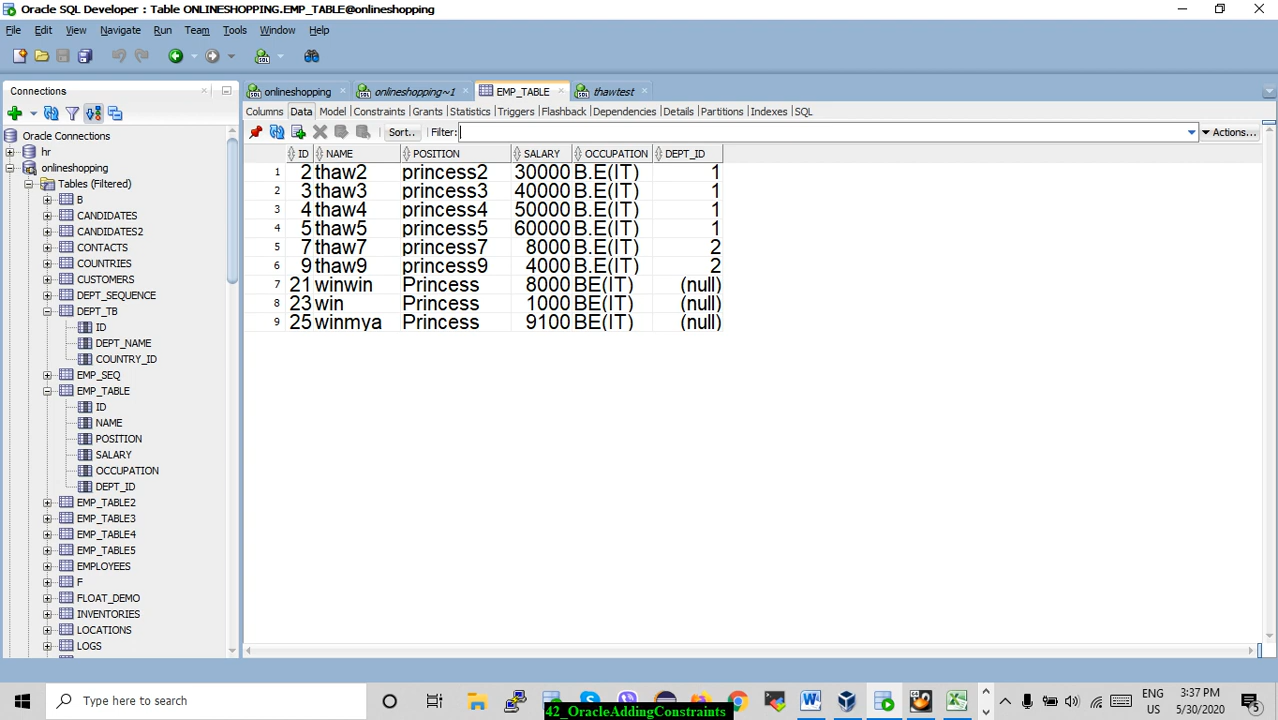 Oracle SQL Developer : Table ONLINESHOPPING.EMP_TABLE@onlineshopping
File Edit View Navigate Run Team Tools Window Help
Connections
onlineshopping onlineshopping~1 EMP_TABLE thawtest
Columns Data Model Constraints Grants Statistics Triggers Flashback Dependencies Details Partitions Indexes SQL
Sort.. Filter: Actions...
Oracle Connections
hr
onlineshopping
Tables (Filtered)
B
CANDIDATES
CANDIDATES2
CONTACTS
COUNTRIES
CUSTOMERS
DEPT_SEQUENCE
DEPT_TB
ID
DEPT_NAME
COUNTRY_ID
EMP_SEQ
EMP_TABLE
ID
NAME
POSITION
SALARY
OCCUPATION
DEPT_ID
EMP_TABLE2
EMP_TABLE3
EMP_TABLE4
EMP_TABLE5
EMPLOYEES
F
FLOAT_DEMO
INVENTORIES
LOCATIONS
LOGS
ID NAME POSITION SALARY OCCUPATION DEPT_ID
1 2 thaw2 princess2 30000 B.E(IT) 1
2 3 thaw3 princess3 40000 B.E(IT) 1
3 4 thaw4 princess4 50000 B.E(IT) 1
4 5 thaw5 princess5 60000 B.E(IT) 1
5 7 thaw7 princess7 8000 B.E(IT) 2
6 9 thaw9 princess9 4000 B.E(IT) 2
7 21 winwin Princess 8000 BE(IT) (null)
8 23 win Princess 1000 BE(IT) (null)
9 25 winmya Princess 9100 BE(IT) (null)
Type here to search
42_OracleAddingConstraints
ENG
US
3:37 PM
5/30/2020
5